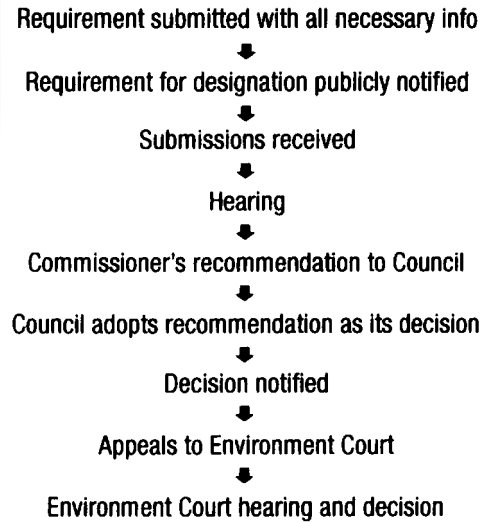 Requirement submitted with all necessary info
Requirement for designation publicly notified
Submissions received
Hearing
Commissioner's recommendation to Council
Council adopts recommendation as its decision
Decision notified
Appeals to Environment Court
Environment Court hearing and decision